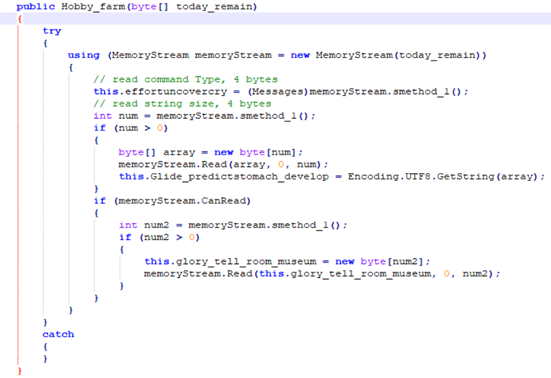 public Hobby_farm(byte[] today_remain)
{
try
{
using (MemoryStream memoryStream = new MemoryStream(today_remain))
{
// read command Type, 4 bytes
this.effortuncovercry = (Messages)memoryStream.smethod_1();
// read string size, 4 bytes
int num = memoryStream.smethod_1();
if (num > 0)
{
byte[] array = new byte[num];
memoryStream.Read(array, 0, num);
this.Glide_predictstomach_develop = Encoding.UTF8.GetString(array);
}
if (memoryStream.CanRead)
{
int num2 = memoryStream.smethod_1();
if (num2 > 0)
{
this.glory_tell_room_museum = new byte[num2];
memoryStream.Read(this.glory_tell_room_museum, 0, num2);
}
}
}
}
catch
{
}
}